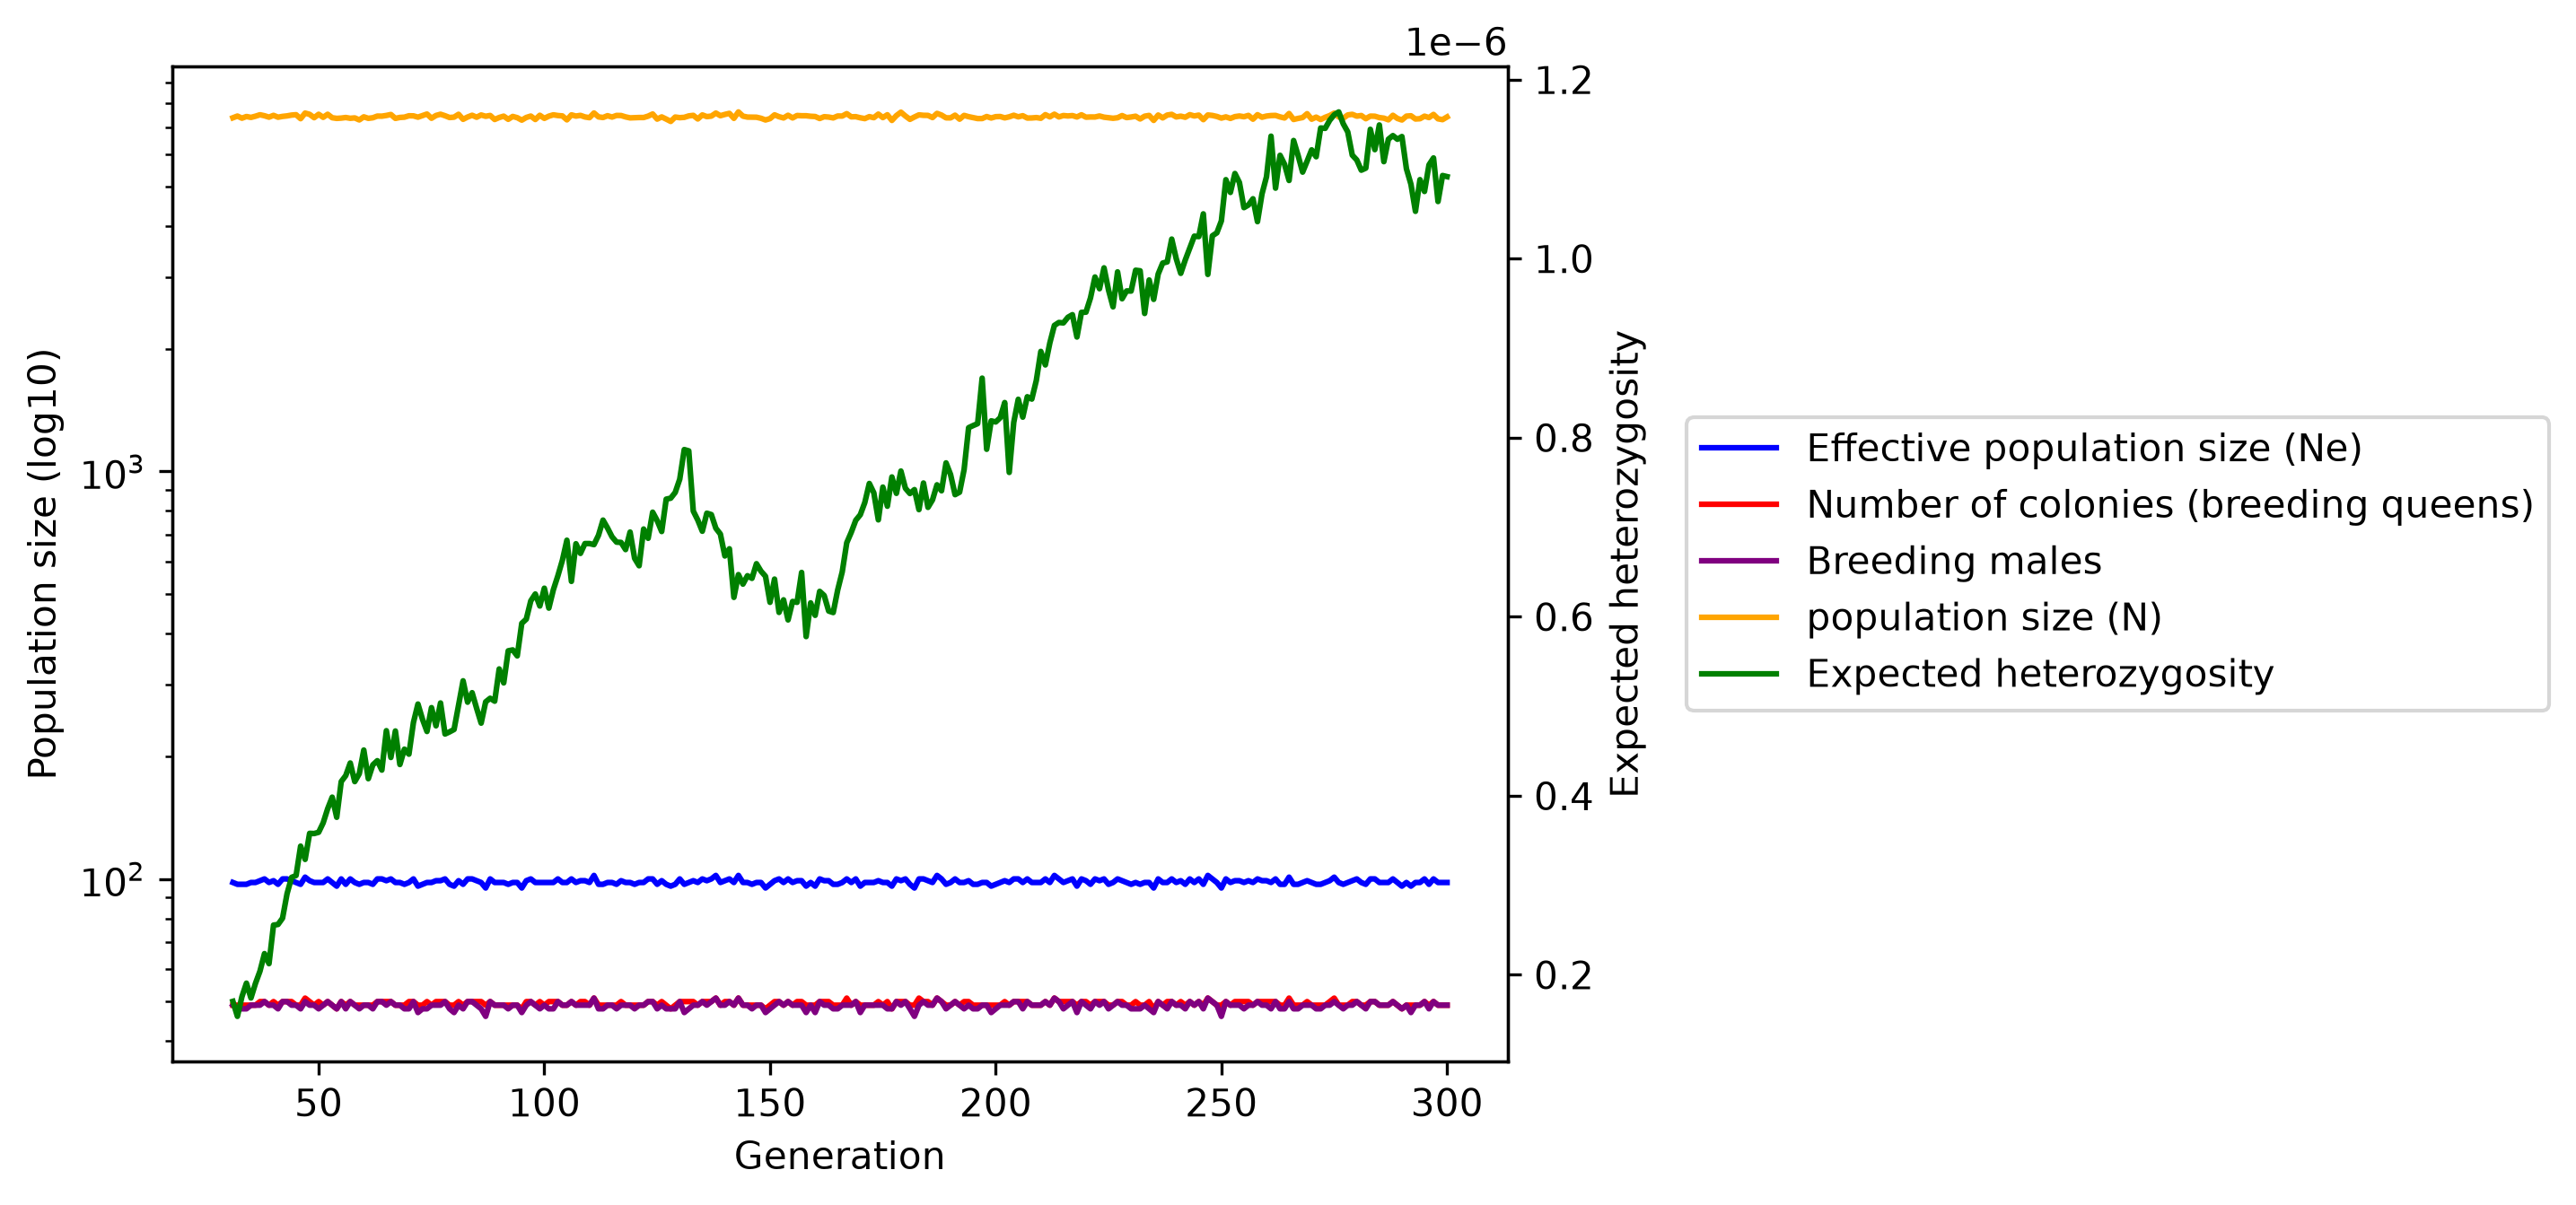 1e−6
Population size (log10)
10³
10²
1.2
1.0
0.8
0.6
0.4
0.2
Expected heterozygosity
50 100 150 200 250 300
Generation
Effective population size (Ne)
Number of colonies (breeding queens)
Breeding males
population size (N)
Expected heterozygosity